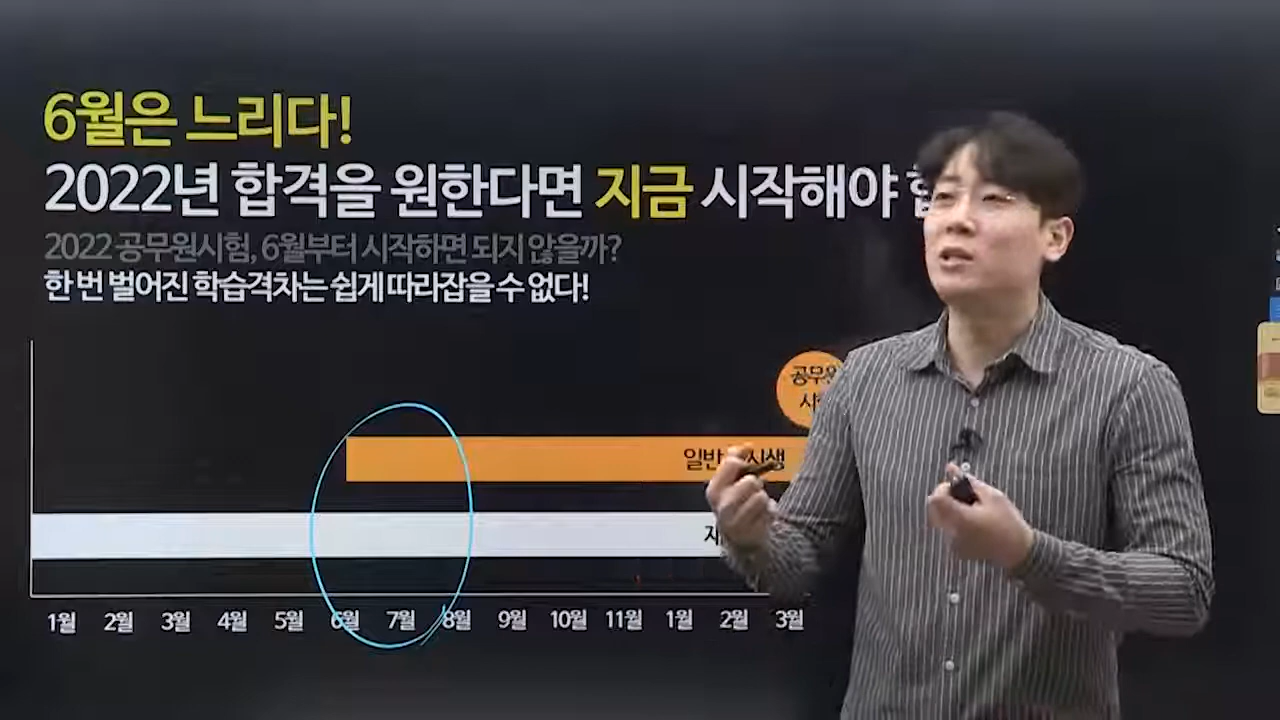 6월은 느리다!
2022년 합격을 원한다면 지금 시작해야
2022 공무원시험, 6월부터 시작하면 되지 않을까?
한 번 벌어진 학습격차는 쉽게 따라잡을 수 없다!
일반
1월 2월 3월 4월 5월 6월 7월 8월 9월 10월 11월 1월 2월 3월